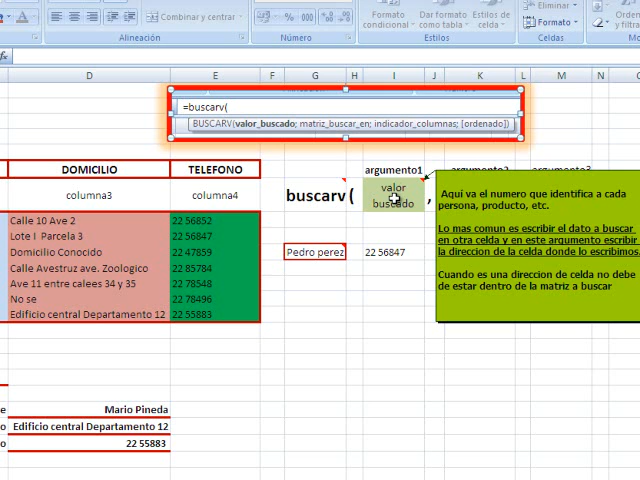 Combinar y centrar
%
000
Formato condicional
Dar formato como tabla
Estilos de celda
Eliminar
Formato
Alineación
Número
Estilos
Celdas
fx
D
E
F
G
H
I
J
K
L
M
N
=buscarv(
BUSCARV(valor_buscado; matriz_buscar_en; indicador_columnas; [ordenado])
DOMICILIO
TELEFONO
columna3
columna4
Calle 10 Ave 2
22 56852
Lote I Parcela 3
22 56847
Domicilio Conocido
22 47859
Calle Avestruz ave. Zoologico
22 85784
Ave 11 entre calees 34 y 35
22 78548
No se
22 78496
Edificio central Departamento 12
22 55883
argumento1
buscarv (
valor
buscado
,
Pedro perez
22 56847
Aqui va el numero que identifica a cada
persona, producto, etc.
Lo mas comun es escribir el dato a buscar
en otra celda y en este argumento escribir
la direccion de la celda donde lo escribimos.
Cuando es una direccion de celda no debe
de estar dentro de la matriz a buscar
Mario Pineda
Edificio central Departamento 12
22 55883